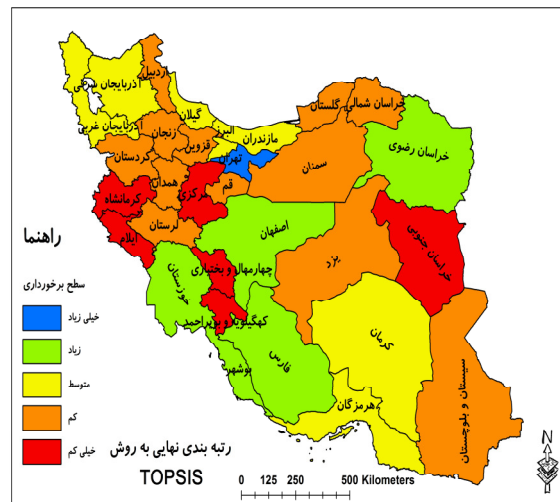 آذربایجان شرقی
اردبیل
گیلان
آذربایجان غربی
زنجان
البرز
مازندران
گلستان
خراسان شمالی
خراسان رضوی
کردستان
قزوین
تهران
سمنان
همدان
مرکزی
قم
کرمانشاه
لرستان
ایلام
اصفهان
یزد
خراسان جنوبی
خوزستان
چهارمهال و بختیاری
کهگیلویه و بویراحمد
فارس
کرمان
بوشهر
هرمزگان
سیستان و بلوچستان
راهنما
سطح برخورداری
خیلی زیاد
زیاد
متوسط
کم
خیلی کم
رتبه بندی نهایی به روش
TOPSIS
0 125 250 500 Kilometers
N